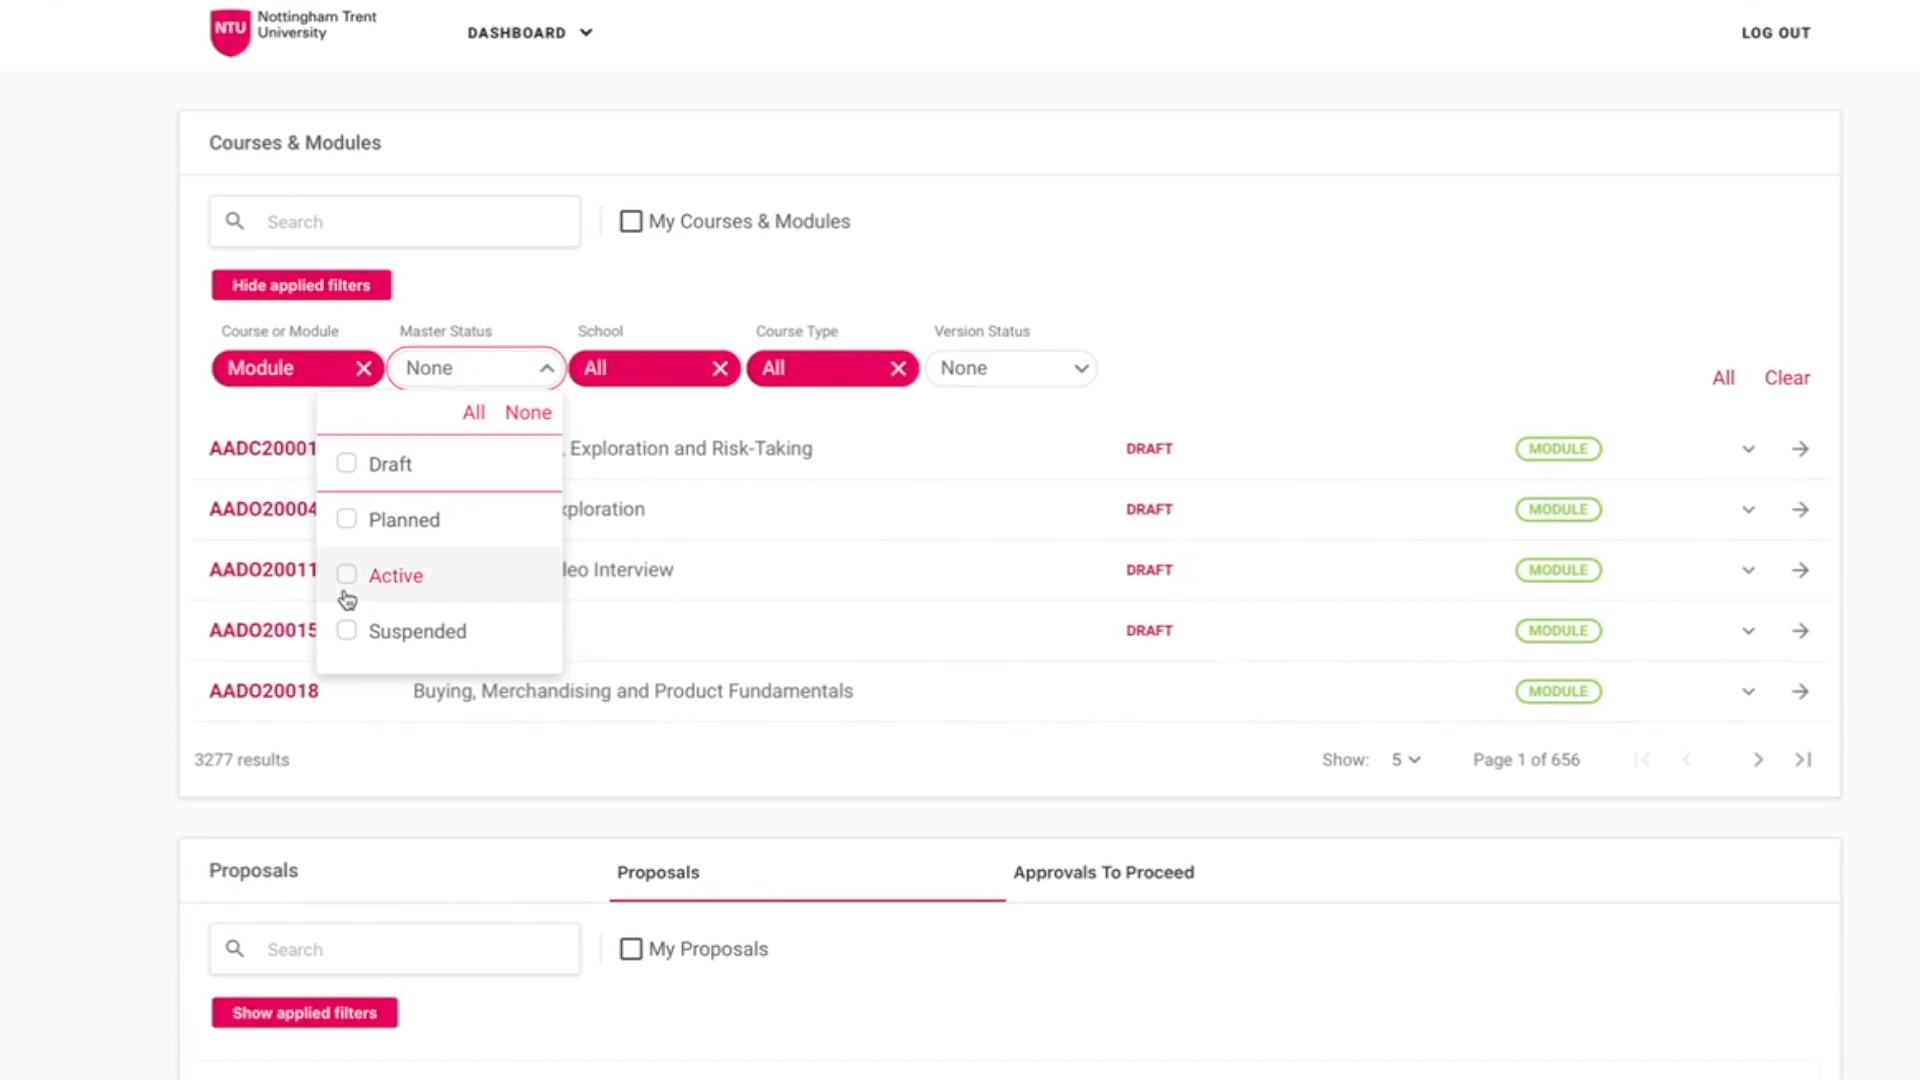 NTU
Nottingham Trent
University
DASHBOARD
LOG OUT
Courses & Modules
Search
My Courses & Modules
Hide applied filters
Course or Module Master Status School Course Type Version Status
Module None All All None
All Clear
All None
Draft
Planned
Active
Suspended
AADC20001 , Exploration and Risk-Taking DRAFT MODULE
AADO20004 xploration DRAFT MODULE
AADO20011 leo Interview DRAFT MODULE
AADO20015 DRAFT MODULE
AADO20018 Buying, Merchandising and Product Fundamentals MODULE
3277 results Show: 5 Page 1 of 656
Proposals Proposals Approvals To Proceed
Search
My Proposals
Show applied filters